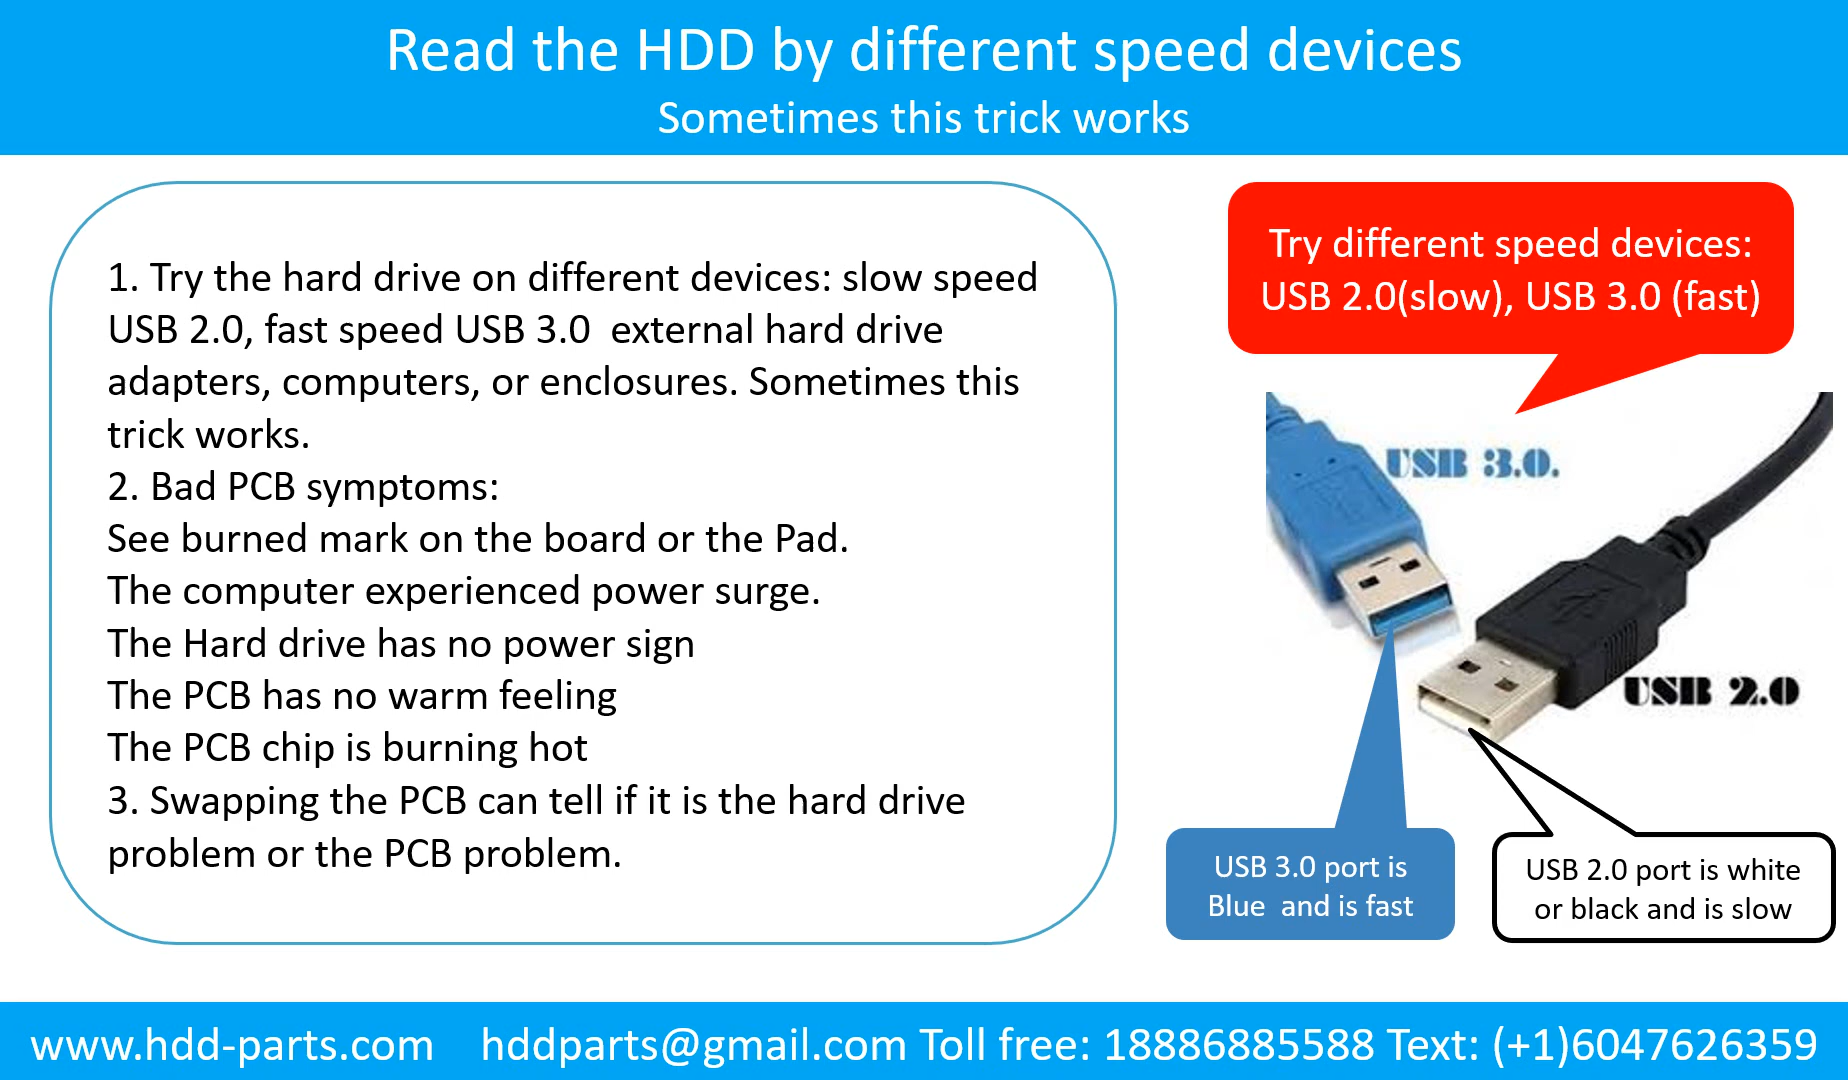 Read the HDD by different speed devices
Sometimes this trick works
1. Try the hard drive on different devices: slow speed
USB 2.0, fast speed USB 3.0  external hard drive
adapters, computers, or enclosures. Sometimes this
trick works.
2. Bad PCB symptoms:
See burned mark on the board or the Pad.
The computer experienced power surge.
The Hard drive has no power sign
The PCB has no warm feeling
The PCB chip is burning hot
3. Swapping the PCB can tell if it is the hard drive
problem or the PCB problem.
Try different speed devices:
USB 2.0(slow), USB 3.0 (fast)
USB 3.0.
USB 2.0
USB 3.0 port is
Blue  and is fast
USB 2.0 port is white
or black and is slow
www.hdd-parts.com    hddparts@gmail.com Toll free: 18886885588 Text: (+1)6047626359